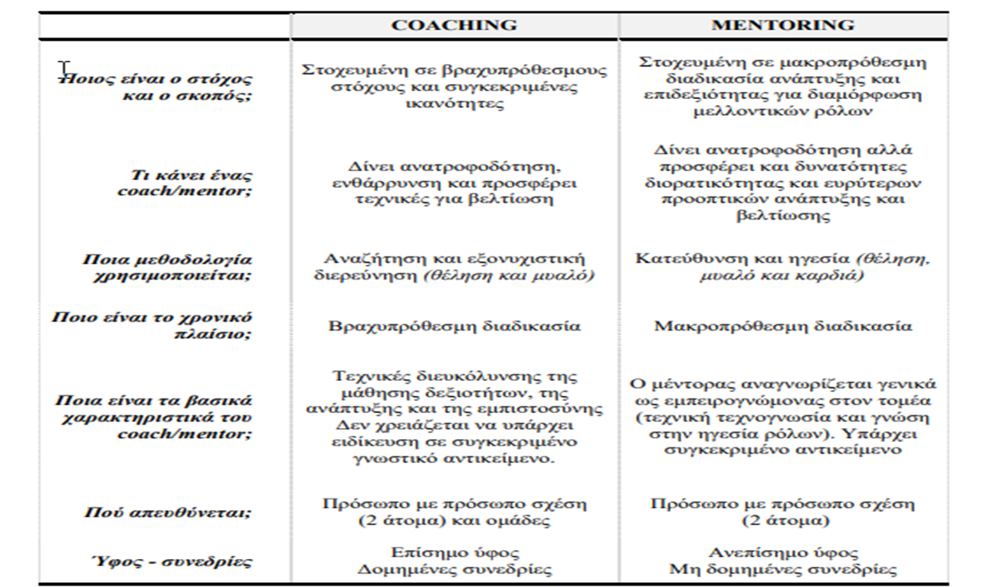 COACHING MENTORING
Ποιος είναι ο στόχος
και ο σκοπός;
Στοχευμένη σε βραχυπρόθεσμους
στόχους και συγκεκριμένες
ικανότητες
Στοχευμένη σε μακροπρόθεσμη
διαδικασία ανάπτυξης και
επιδεξιότητας για διαμόρφωση
μελλοντικών ρόλων
Τι κάνει ένας
coach/mentor;
Δίνει ανατροφοδότηση,
ενθάρρυνση και προσφέρει
τεχνικές για βελτίωση
Δίνει ανατροφοδότηση αλλά
προσφέρει και δυνατότητες
διορατικότητας και ευρύτερων
προοπτικών ανάπτυξης και
βελτίωσης
Ποια μεθοδολογία
χρησιμοποιείται;
Αναζήτηση και εξονυχιστική
διερεύνηση (θέληση και μυαλό)
Κατεύθυνση και ηγεσία (θέληση,
μυαλό και καρδιά)
Ποιο είναι το χρονικό
πλαίσιο;
Βραχυπρόθεσμη διαδικασία
Μακροπρόθεσμη διαδικασία
Ποια είναι τα βασικά
χαρακτηριστικά του
coach/mentor;
Τεχνικές διευκόλυνσης της
μάθησης δεξιοτήτων, της
ανάπτυξης και της εμπιστοσύνης
Δεν χρειάζεται να υπάρχει
ειδίκευση σε συγκεκριμένο
γνωστικό αντικείμενο.
Ο μέντορας αναγνωρίζεται γενικά
ως εμπειρογνώμονας στον τομέα
(τεχνική τεχνογνωσία και γνώση
στην ηγεσία ρόλων). Υπάρχει
συγκεκριμένο αντικείμενο
Πού απευθύνεται;
Πρόσωπο με πρόσωπο σχέση
(2 άτομα) και ομάδες
Πρόσωπο με πρόσωπο σχέση
(2 άτομα)
Ύφος - συνεδρίες
Επίσημο ύφος
Δομημένες συνεδρίες
Ανεπίσημο ύφος
Μη δομημένες συνεδρίες